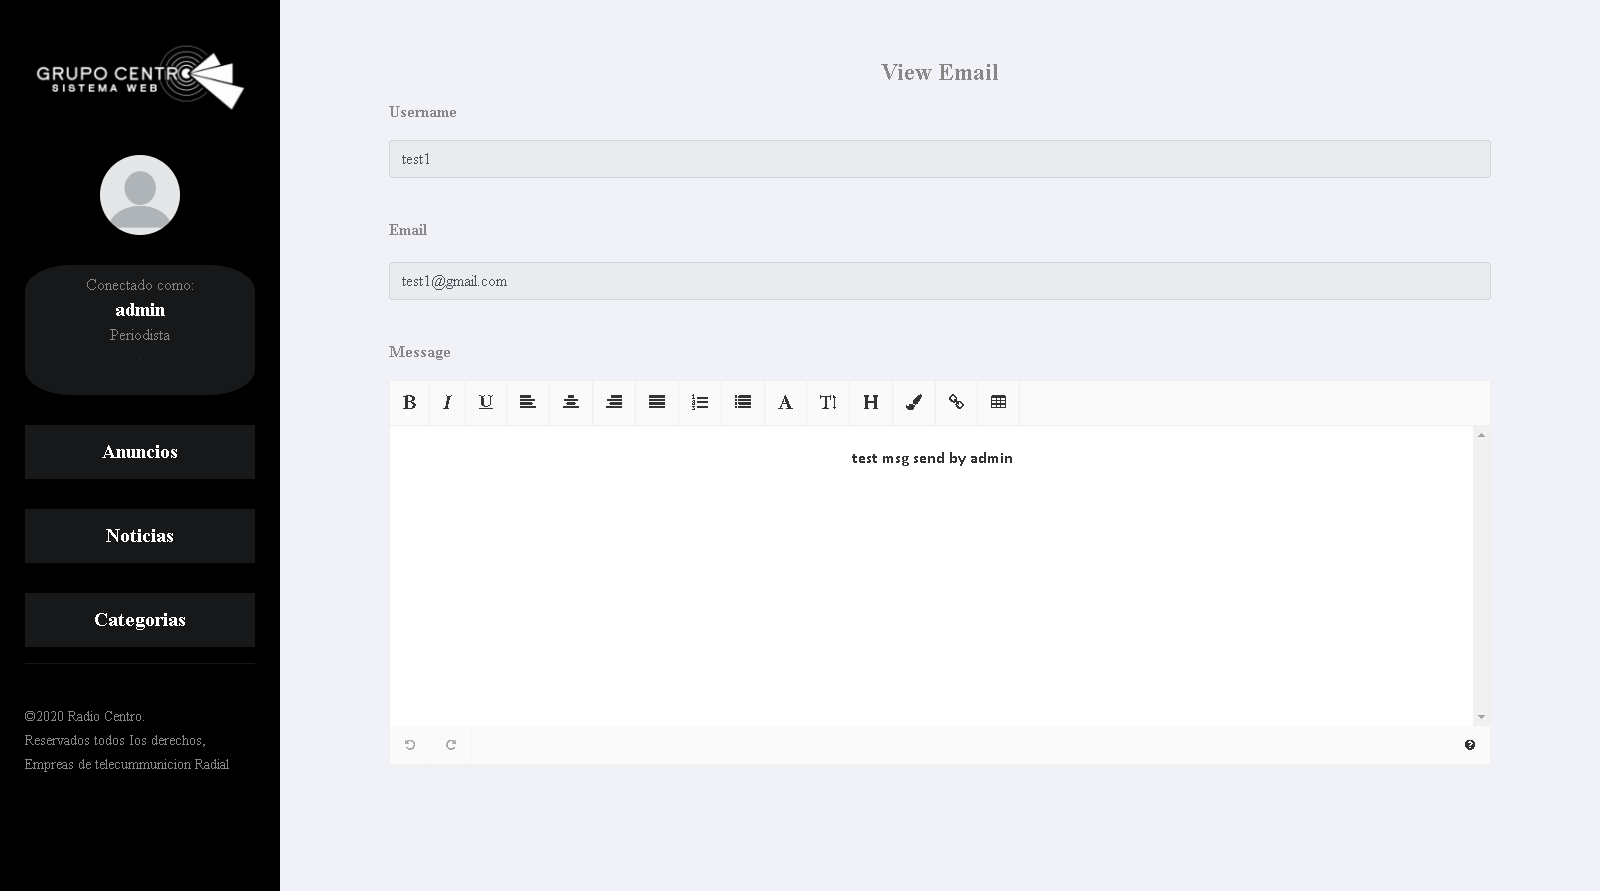 GRUPO CENTRO
SISTEMA WEB
Conectado como:
admin
Periodista
Anuncios
Noticias
Categorias
©2020 Radio Centro.
Reservados todos los derechos,
Empreas de telecummunicion Radial
View Email
Username
test1
Email
test1@gmail.com
Message
B I U A T H
test msg send by admin